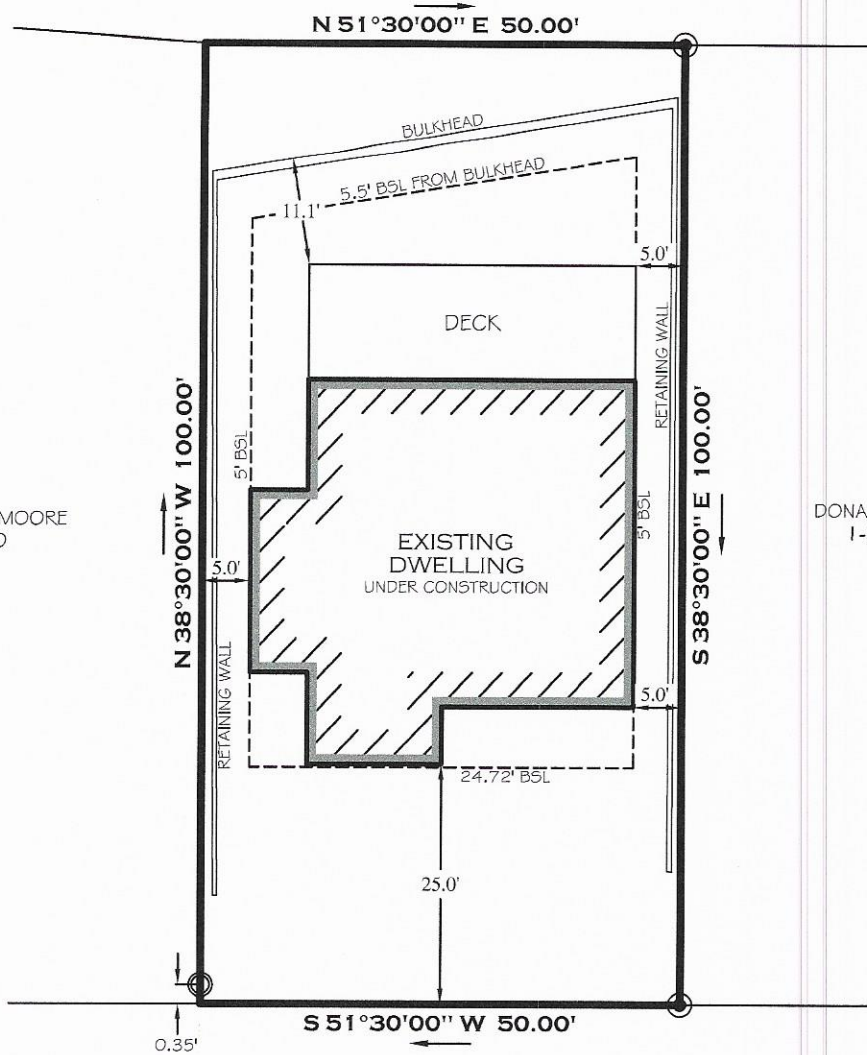 N 51°30'00" E 50.00'
BULKHEAD
5.5' BSL FROM BULKHEAD
11.1'
5.0'
DECK
RETAINING WALL
N 38°30'00" W 100.00'
S 38°30'00" E 100.00'
5' BSL
5' BSL
MOORE
DONA
1-
EXISTING
DWELLING
UNDER CONSTRUCTION
5.0'
RETAINING WALL
5.0'
24.72' BSL
25.0'
S 51°30'00" W 50.00'
0.35'